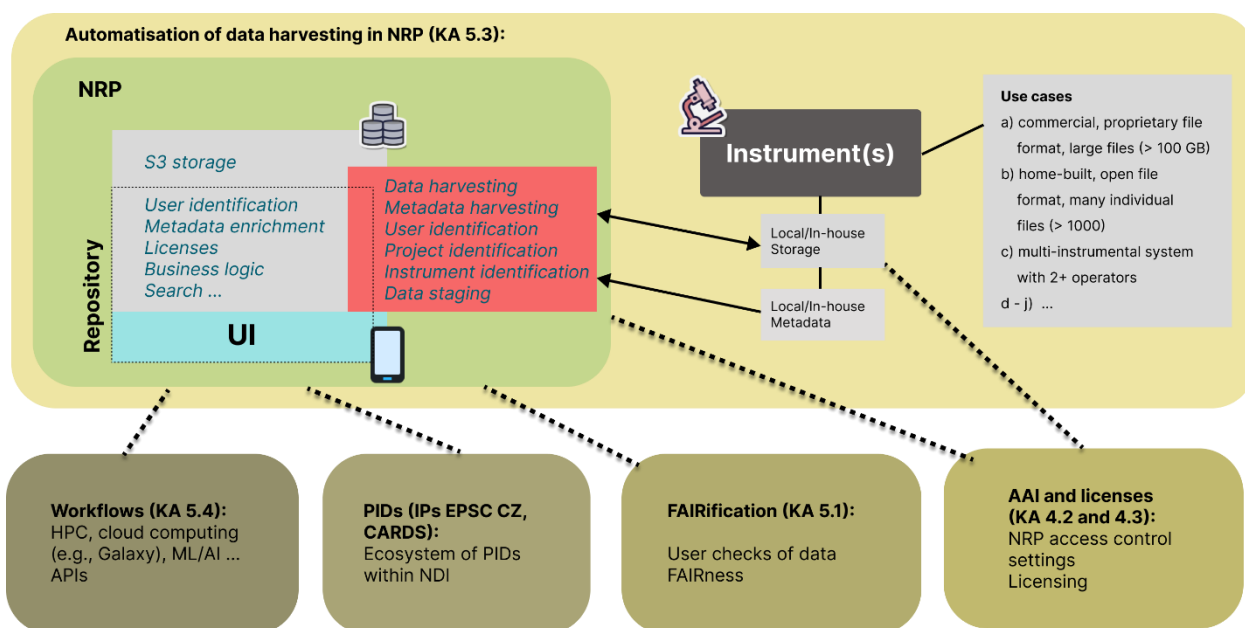 Automatisation of data harvesting in NRP (KA 5.3):
NRP
S3 storage
User identification
Metadata enrichment
Licenses
Business logic
Search ...
Repository
UI
Data harvesting
Metadata harvesting
User identification
Project identification
Instrument identification
Data staging
Instrument(s)
Local/In-house
Storage
Local/In-house
Metadata
Use cases
a) commercial, proprietary file
format, large files (> 100 GB)
b) home-built, open file
format, many individual
files (> 1000)
c) multi-instrumental system
with 2+ operators
d - j) ...
Workflows (KA 5.4):
HPC, cloud computing
(e.g., Galaxy), ML/AI ...
APIs
PIDs (IPs EPSC CZ,
CARDS):
Ecosystem of PIDs
within NDI
FAIRification (KA 5.1):
User checks of data
FAIRness
AAI and licenses
(KA 4.2 and 4.3):
NRP access control
settings
Licensing